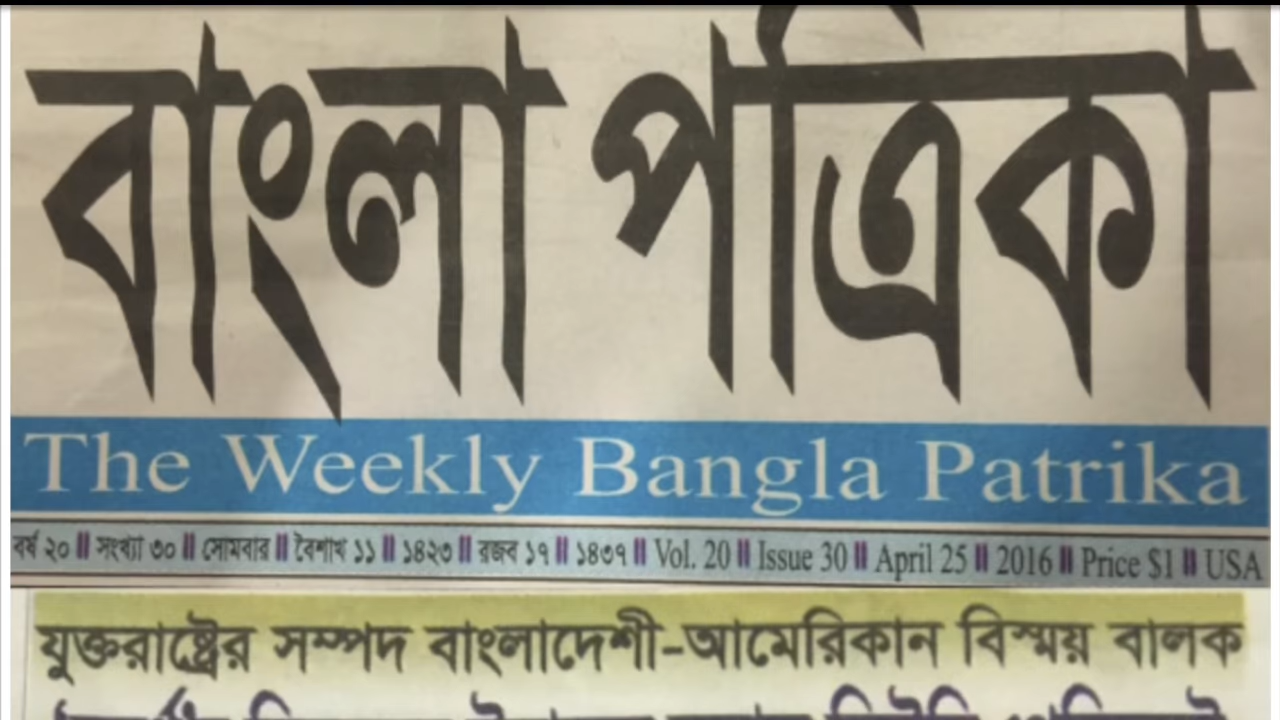 বাংলা পত্রিকা
The Weekly Bangla Patrika
বর্ষ ২০ || সংখ্যা ৩০ || সোমবার || বৈশাখ ১১ || ১৪২৩ || রজব ১৭ || ১৪৩৭ || Vol. 20 || Issue 30 || April 25 || 2016 || Price $1 || USA
যুক্তরাষ্ট্রের সম্পদ বাংলাদেশী-আমেরিকান বিস্ময় বালক